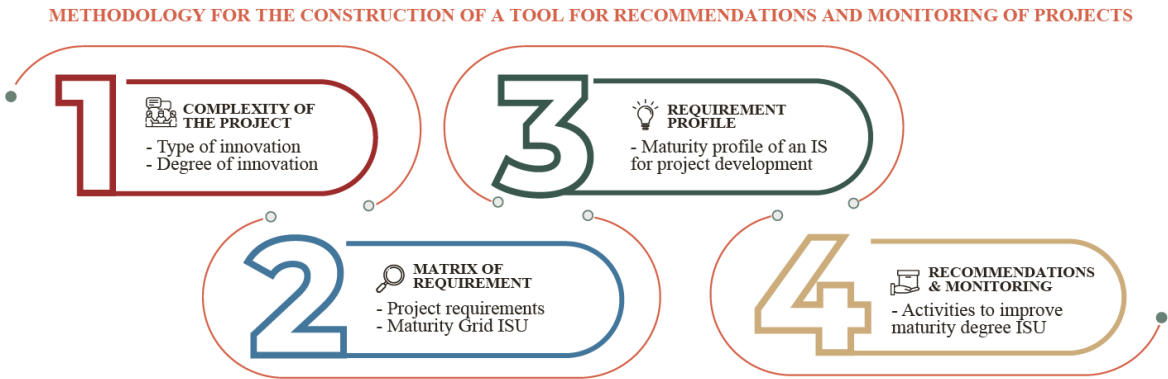 METHODOLOGY FOR THE CONSTRUCTION OF A TOOL FOR RECOMMENDATIONS AND MONITORING OF PROJECTS
1
COMPLEXITY OF
THE PROJECT
- Type of innovation
- Degree of innovation
2
MATRIX OF
REQUIREMENT
- Project requirements
- Maturity Grid ISU
3
REQUIREMENT
PROFILE
- Maturity profile of an IS
for project development
4
RECOMMENDATIONS
& MONITORING
- Activities to improve
maturity degree ISU